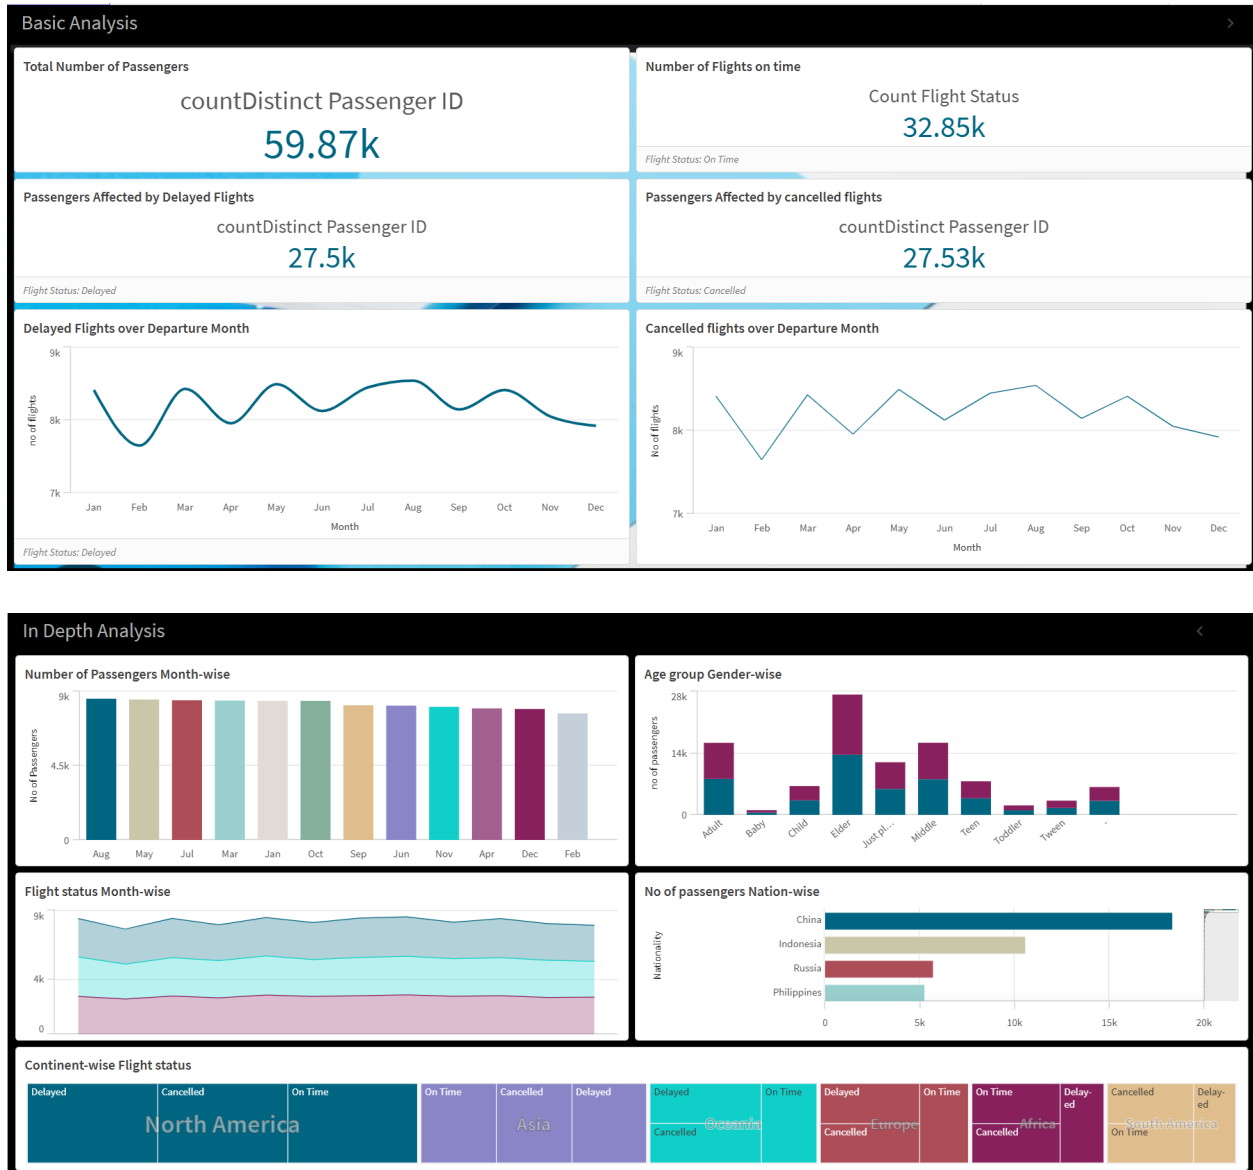 Basic Analysis
Total Number of Passengers
countDistinct Passenger ID
59.87k
Number of Flights on time
Count Flight Status
32.85k
Flight Status: On Time
Passengers Affected by Delayed Flights
countDistinct Passenger ID
27.5k
Flight Status: Delayed
Passengers Affected by cancelled flights
countDistinct Passenger ID
27.53k
Flight Status: Cancelled
Delayed Flights over Departure Month
9k
8k
7k
no of flights
Jan Feb Mar Apr May Jun Jul Aug Sep Oct Nov Dec
Month
Flight Status: Delayed
Cancelled flights over Departure Month
9k
8k
7k
No of flights
Jan Feb Mar Apr May Jun Jul Aug Sep Oct Nov Dec
Month
In Depth Analysis
Number of Passengers Month-wise
9k
4.5k
0
No of Passengers
Aug May Jul Mar Jan Oct Sep Jun Nov Apr Dec Feb
Age group Gender-wise
28k
14k
0
no of passengers
Adult Baby Child Elder Just pl... Middle Teen Toddler Tween -
Flight status Month-wise
9k
4k
0
No of passengers Nation-wise
Nationality
China
Indonesia
Russia
Philippines
0 5k 10k 15k 20k
Continent-wise Flight status
Delayed Cancelled On Time
North America
On Time Cancelled Delayed
Asia
Delayed On Time
Cancelled
Oceania
Delayed On Time
Cancelled
Europe
On Time Delay-
ed
Cancelled
Africa
Cancelled Delay-
ed
On Time
South America